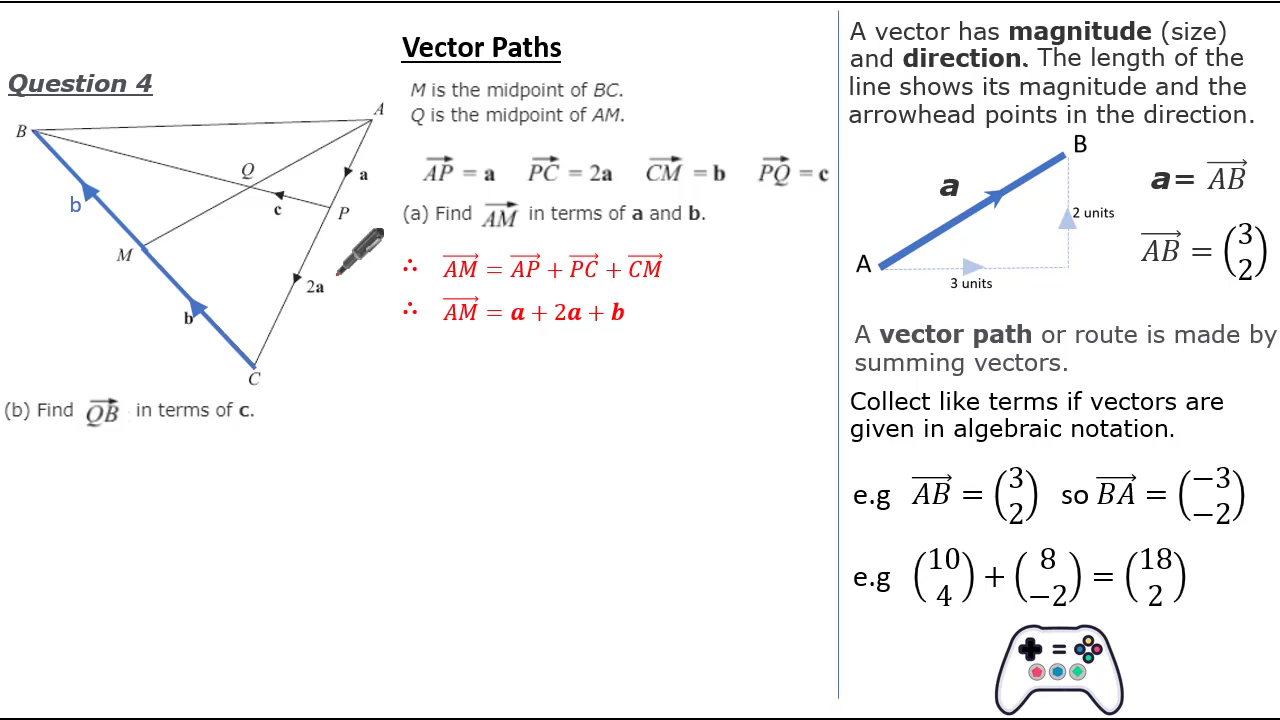 Vector Paths
Question 4
M is the midpoint of BC.
Q is the midpoint of AM.
B
A
Q
a
b
c
P
M
2a
b
C
AP = a PC = 2a CM = b PQ = c
(a) Find AM in terms of a and b.
∴ AM = AP + PC + CM
∴ AM = a + 2a + b
(b) Find QB in terms of c.
A vector has magnitude (size)
and direction. The length of the
line shows its magnitude and the
arrowhead points in the direction.
B
a
a = AB
2 units
A
3 units
AB = (3 2)
A vector path or route is made by
summing vectors.
Collect like terms if vectors are
given in algebraic notation.
e.g AB = (3 2) so BA = (−3 −2)
e.g (10 4) + (8 −2) = (18 2)
=